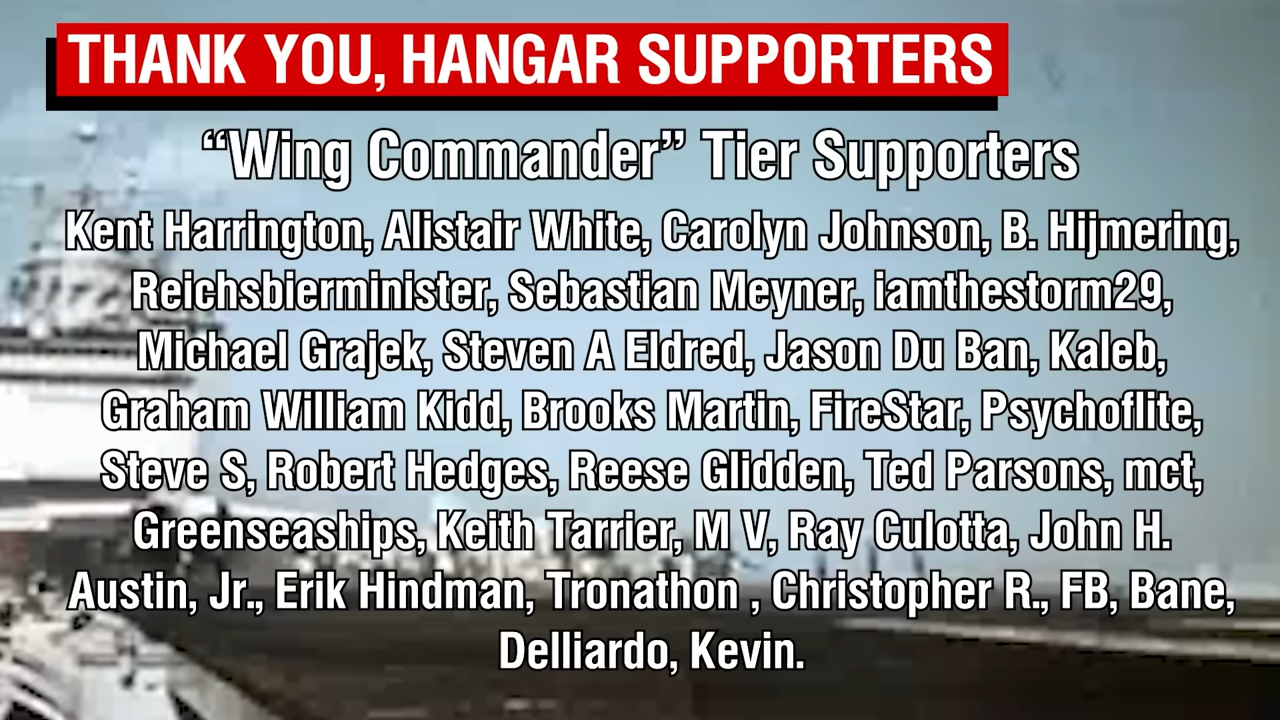 THANK YOU, HANGAR SUPPORTERS
“Wing Commander” Tier Supporters
Kent Harrington, Alistair White, Carolyn Johnson, B. Hijmering,
Reichsbierminister, Sebastian Meyner, iamthestorm29,
Michael Grajek, Steven A Eldred, Jason Du Ban, Kaleb,
Graham William Kidd, Brooks Martin, FireStar, Psychoflite,
Steve S, Robert Hedges, Reese Glidden, Ted Parsons, mct,
Greenseaships, Keith Tarrier, M V, Ray Culotta, John H.
Austin, Jr., Erik Hindman, Tronathon , Christopher R., FB, Bane,
Delliardo, Kevin.